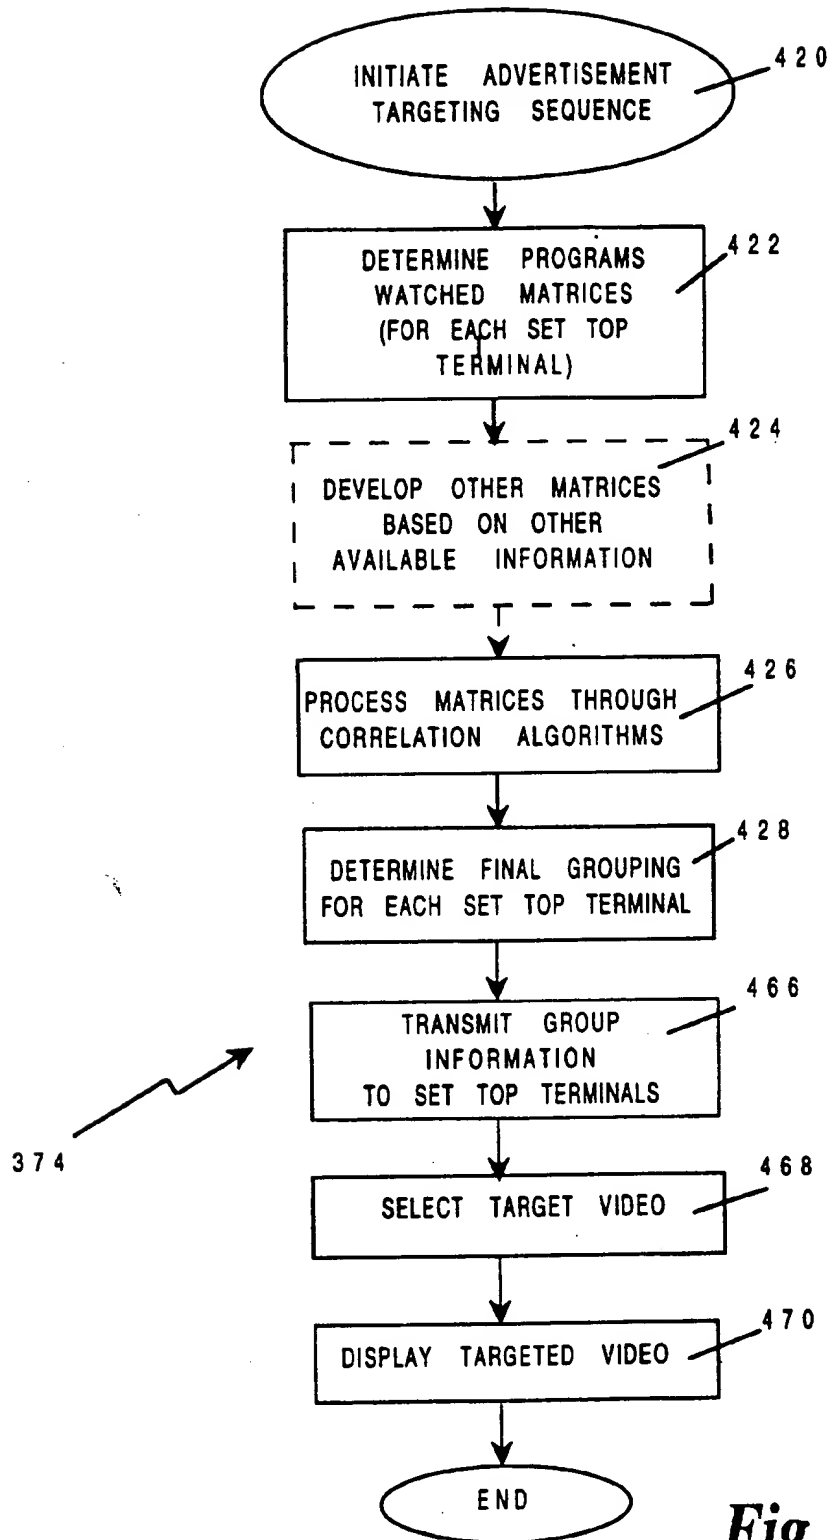 INITIATE ADVERTISEMENT
TARGETING SEQUENCE
420
DETERMINE PROGRAMS
WATCHED MATRICES
(FOR EACH SET TOP
TERMINAL)
422
DEVELOP OTHER MATRICES
BASED ON OTHER
AVAILABLE INFORMATION
424
PROCESS MATRICES THROUGH
CORRELATION ALGORITHMS
426
DETERMINE FINAL GROUPING
FOR EACH SET TOP TERMINAL
428
TRANSMIT GROUP
INFORMATION
TO SET TOP TERMINALS
466
374
SELECT TARGET VIDEO
468
DISPLAY TARGETED VIDEO
470
END
Fig